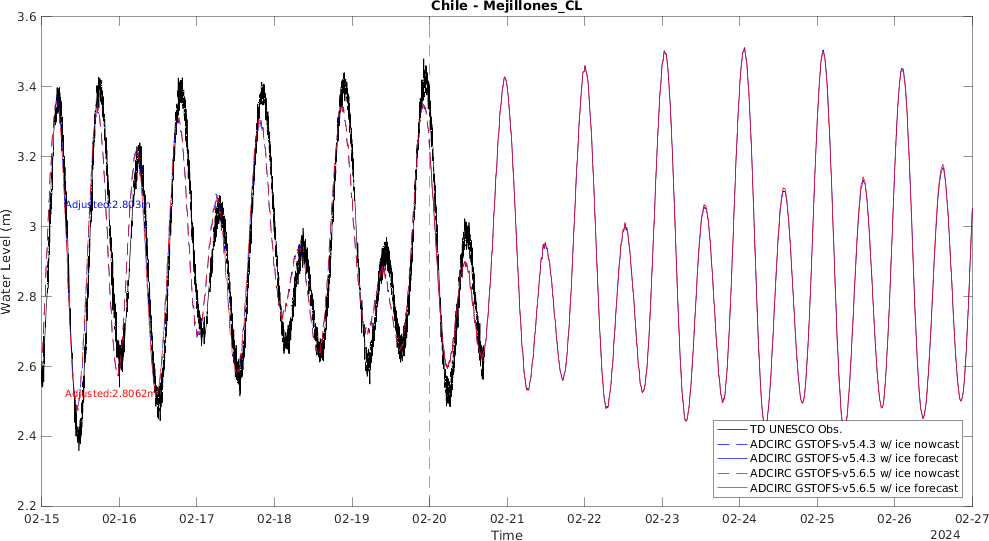 Chile - Mejillones_CL
3.6
3.4
3.2
3
2.8
2.6
2.4
2.2
Water Level (m)
Adjusted:2.803m
Adjusted:2.8062m
TD UNESCO Obs.
ADCIRC GSTOFS-v5.4.3 w/ ice nowcast
ADCIRC GSTOFS-v5.4.3 w/ ice forecast
ADCIRC GSTOFS-v5.6.5 w/ ice nowcast
ADCIRC GSTOFS-v5.6.5 w/ ice forecast
02-15 02-16 02-17 02-18 02-19 02-20 02-21 02-22 02-23 02-24 02-25 02-26 02-27
Time
2024